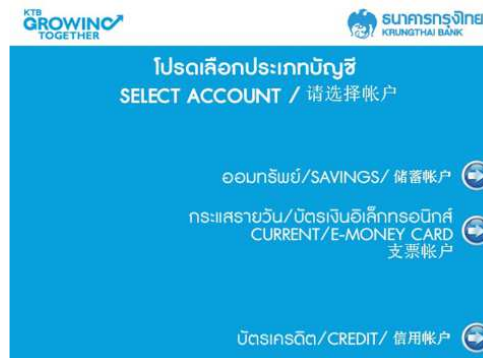 KTB
GROWING
TOGETHER
ธนาคารกรุงไทย
KRUNGTHAI BANK
โปรดเลือกประเภทบัญชี
SELECT ACCOUNT / 请选择帐户
ออมทรัพย์/SAVINGS/ 储蓄帐户
กระแสรายวัน/บัตรเงินอิเล็กทรอนิกส์
CURRENT/E-MONEY CARD
支票帐户
บัตรเครดิต/CREDIT/ 信用帐户